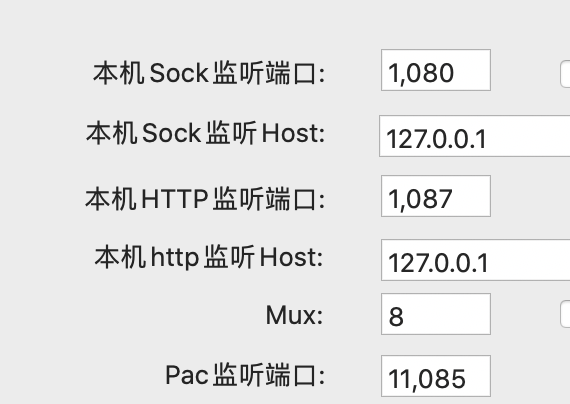 本机Sock监听端口: 1,080
本机Sock监听Host: 127.0.0.1
本机HTTP监听端口: 1,087
本机http监听Host: 127.0.0.1
Mux: 8
Pac监听端口: 11,085